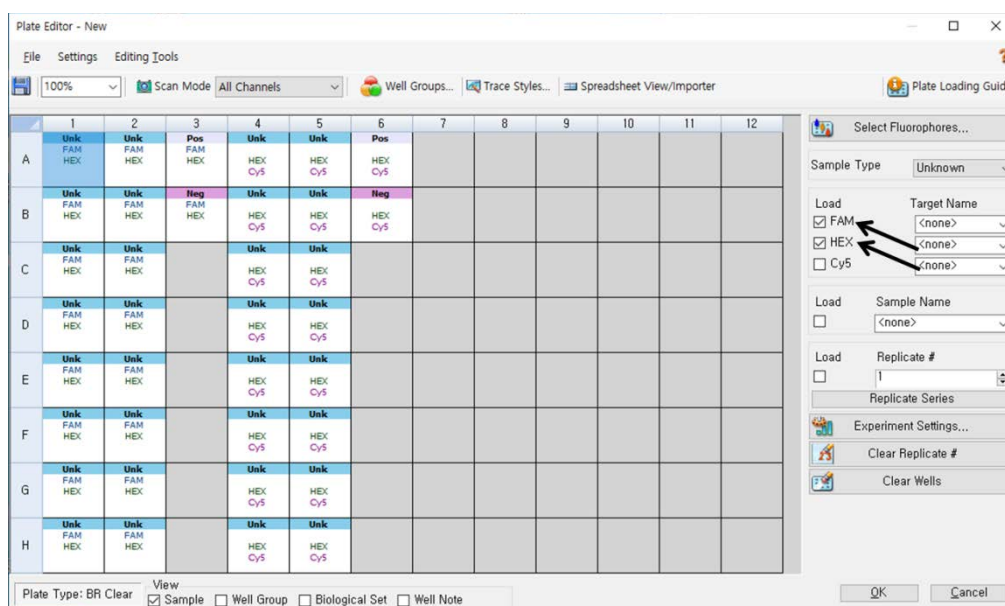 Plate Editor - New
File Settings Editing Tools
100% Scan Mode All Channels Well Groups... Trace Styles... Spreadsheet View/Importer Plate Loading Guid
1 2 3 4 5 6 7 8 9 10 11 12
A
Unk Unk Pos Unk Unk Pos
FAM FAM FAM
HEX HEX HEX HEX HEX HEX
Cy5 Cy5 Cy5
B
Unk Unk Neg Unk Unk Neg
FAM FAM FAM
HEX HEX HEX HEX HEX HEX
Cy5 Cy5 Cy5
C
Unk Unk Unk Unk
FAM FAM
HEX HEX HEX HEX
Cy5 Cy5
D
Unk Unk Unk Unk
FAM FAM
HEX HEX HEX HEX
Cy5 Cy5
E
Unk Unk Unk Unk
FAM FAM
HEX HEX HEX HEX
Cy5 Cy5
F
Unk Unk Unk Unk
FAM FAM
HEX HEX HEX HEX
Cy5 Cy5
G
Unk Unk Unk Unk
FAM FAM
HEX HEX HEX HEX
Cy5 Cy5
H
Unk Unk Unk Unk
FAM FAM
HEX HEX HEX HEX
Cy5 Cy5
Select Fluorophores...
Sample Type Unknown
Load Target Name
FAM <none>
HEX <none>
Cy5 <none>
Load Sample Name
<none>
Load Replicate #
1
Replicate Series
Experiment Settings...
Clear Replicate #
Clear Wells
Plate Type: BR Clear
View
Sample Well Group Biological Set Well Note
OK Cancel